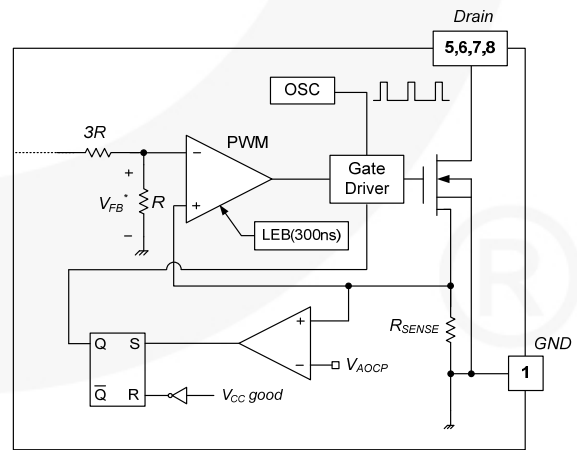 Drain
5,6,7,8
OSC
3R
PWM
+
V_FB*
R
−
−
+
Gate
Driver
LEB(300ns)
+
−
V_AOCP
R_SENSE
GND
1
Q
S
Q̅
R
V_CC good
®